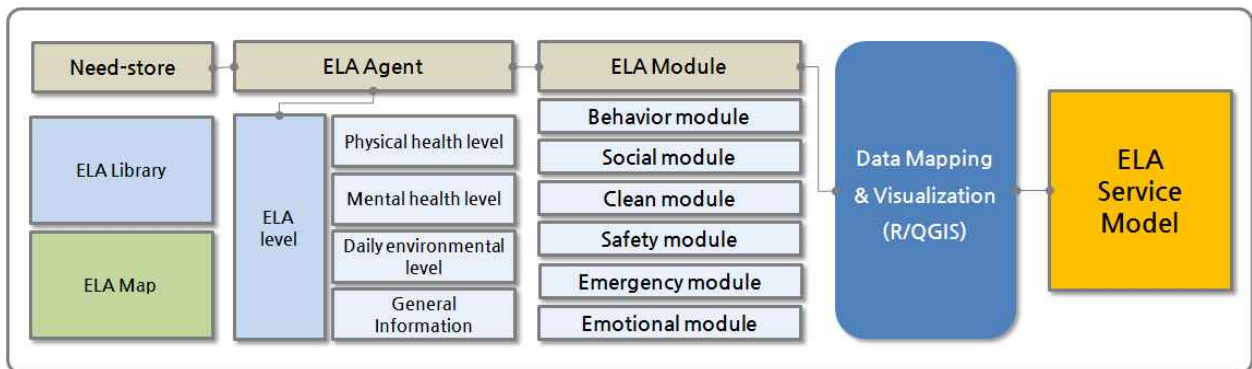 Need-store
ELA Library
ELA Map
ELA Agent
ELA
level
Physical health level
Mental health level
Daily environmental
level
General
Information
ELA Module
Behavior module
Social module
Clean module
Safety module
Emergency module
Emotional module
Data Mapping
& Visualization
(R/QGIS)
ELA
Service
Model